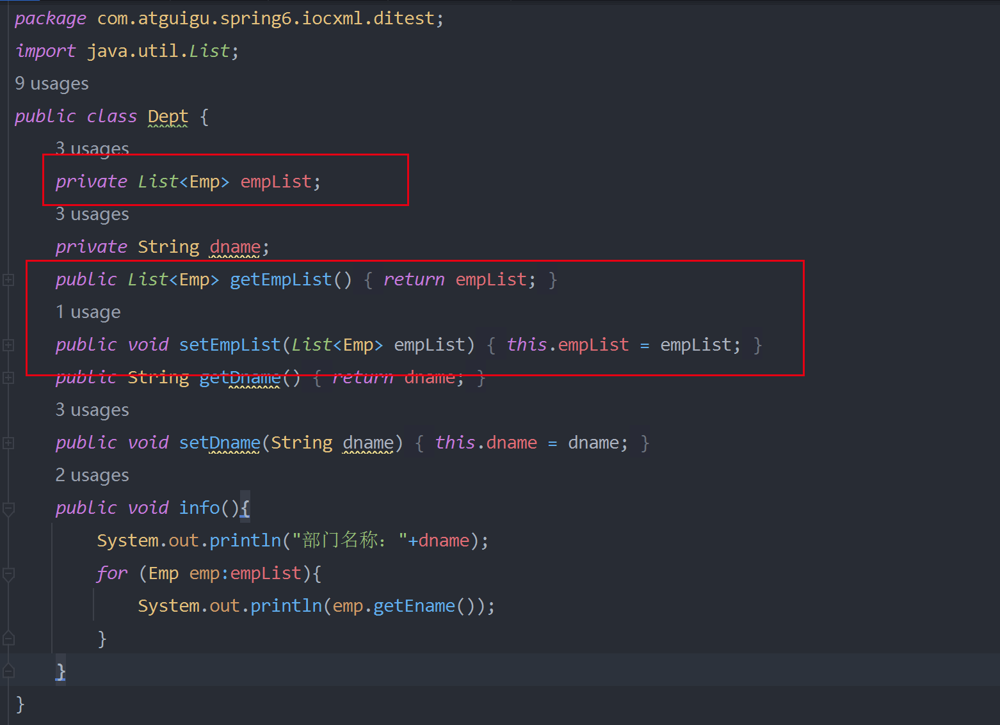 package com.atguigu.spring6.iocxml.ditest;
import java.util.List;
9 usages
public class Dept {
3 usages
private List<Emp> empList;
3 usages
private String dname;
public List<Emp> getEmpList() { return empList; }
1 usage
public void setEmpList(List<Emp> empList) { this.empList = empList; }
public String getDname() { return dname; }
3 usages
public void setDname(String dname) { this.dname = dname; }
2 usages
public void info(){
System.out.println("部门名称："+dname);
for (Emp emp:empList){
System.out.println(emp.getEname());
}
}
}